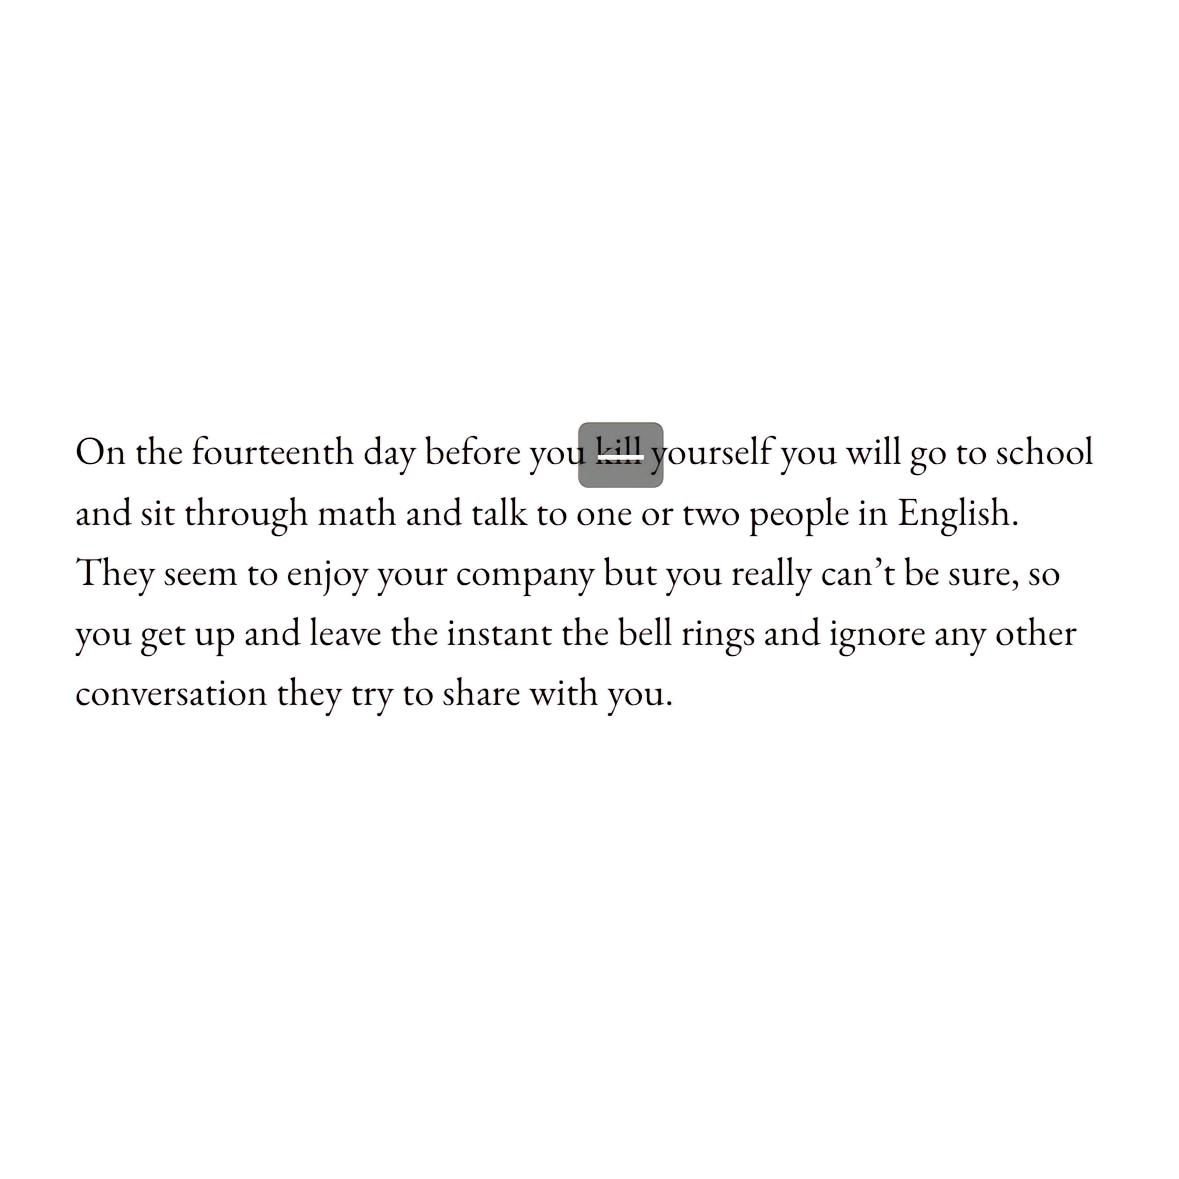 On the fourteenth day before you kill yourself you will go to school
and sit through math and talk to one or two people in English.
They seem to enjoy your company but you really can’t be sure, so
you get up and leave the instant the bell rings and ignore any other
conversation they try to share with you.